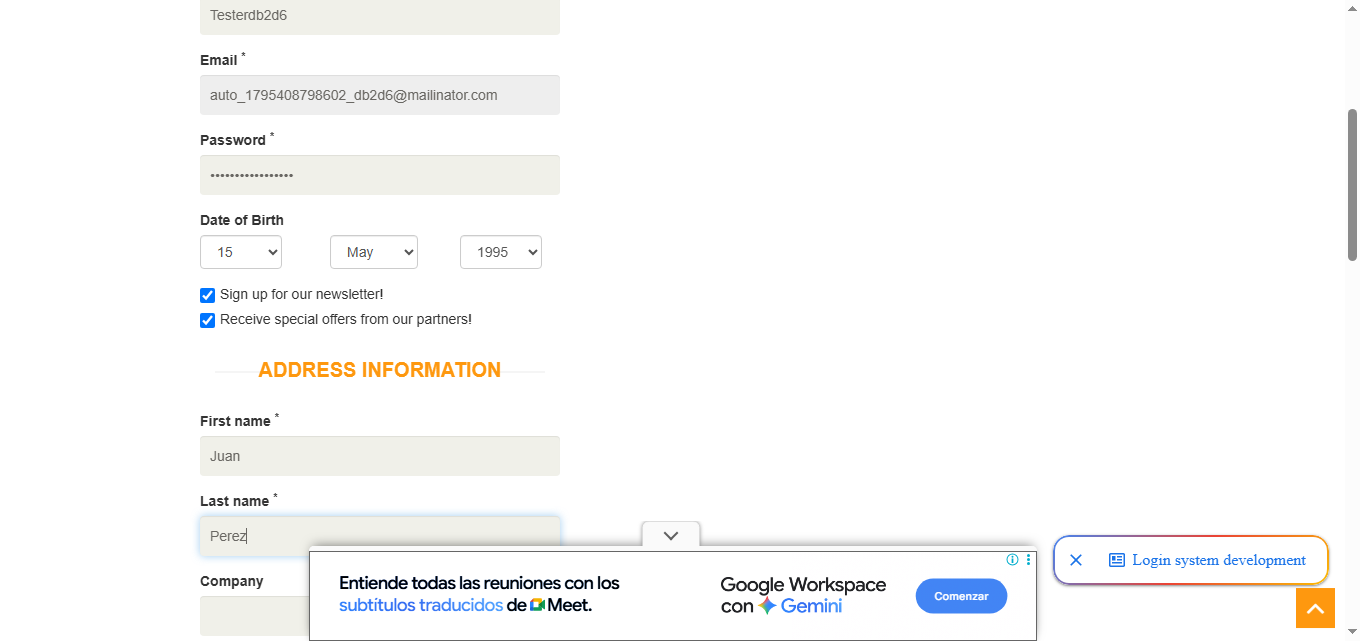 Testerdb2d6
Email *
auto_1795408798602_db2d6@mailinator.com
Password *
•••••••••••••••••
Date of Birth
15 May 1995
Sign up for our newsletter!
Receive special offers from our partners!
ADDRESS INFORMATION
First name *
Juan
Last name *
Perez
Company
Entiende todas las reuniones con los
subtítulos traducidos de Meet.
Google Workspace
con Gemini
Comenzar
Login system development